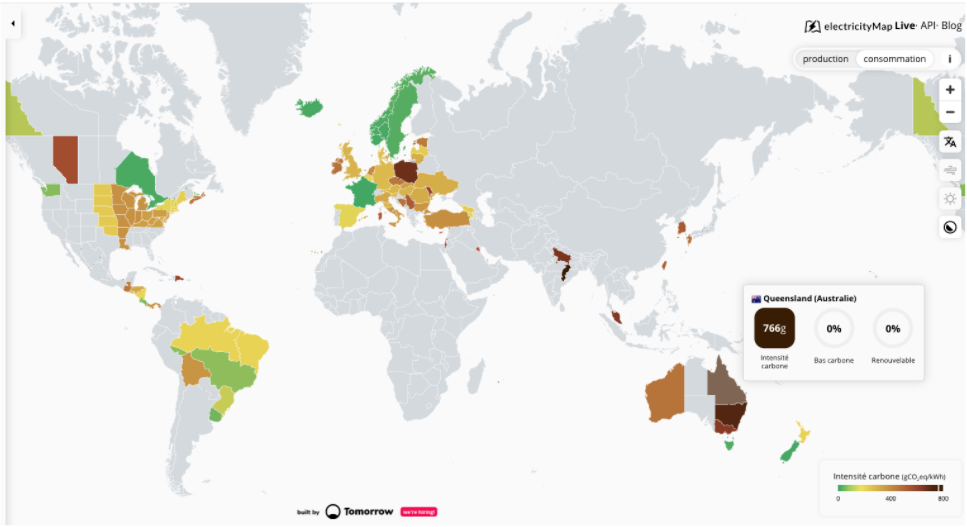 electricityMap Live· API· Blog
production consommation i
+
−
Queensland (Australie)
766g 0% 0%
Intensité carbone Bas carbone Renouvelable
Intensité carbone (gCO₂eq/kWh)
0 400 800
built by Tomorrow we're hiring!